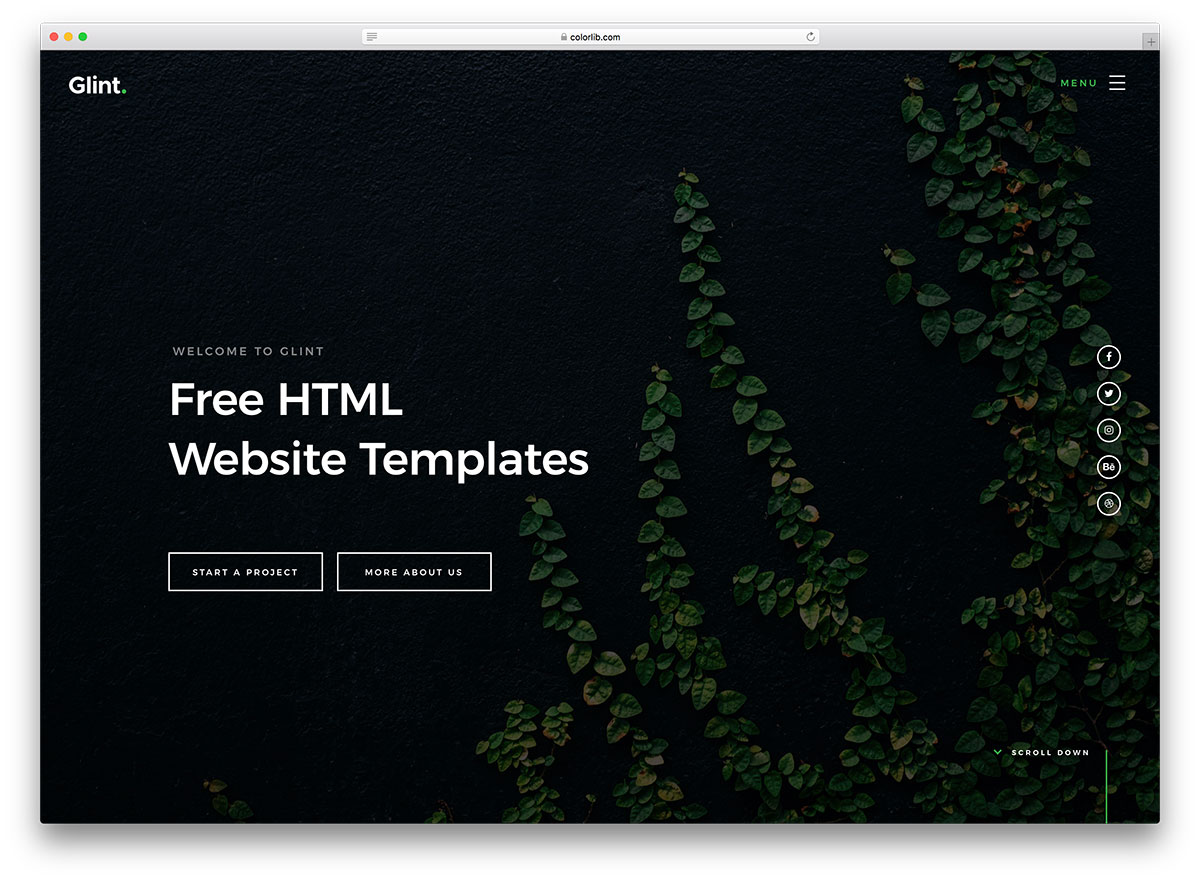 colorlib.com
Glint.
MENU
WELCOME TO GLINT
Free HTML
Website Templates
START A PROJECT
MORE ABOUT US
Bē
SCROLL DOWN